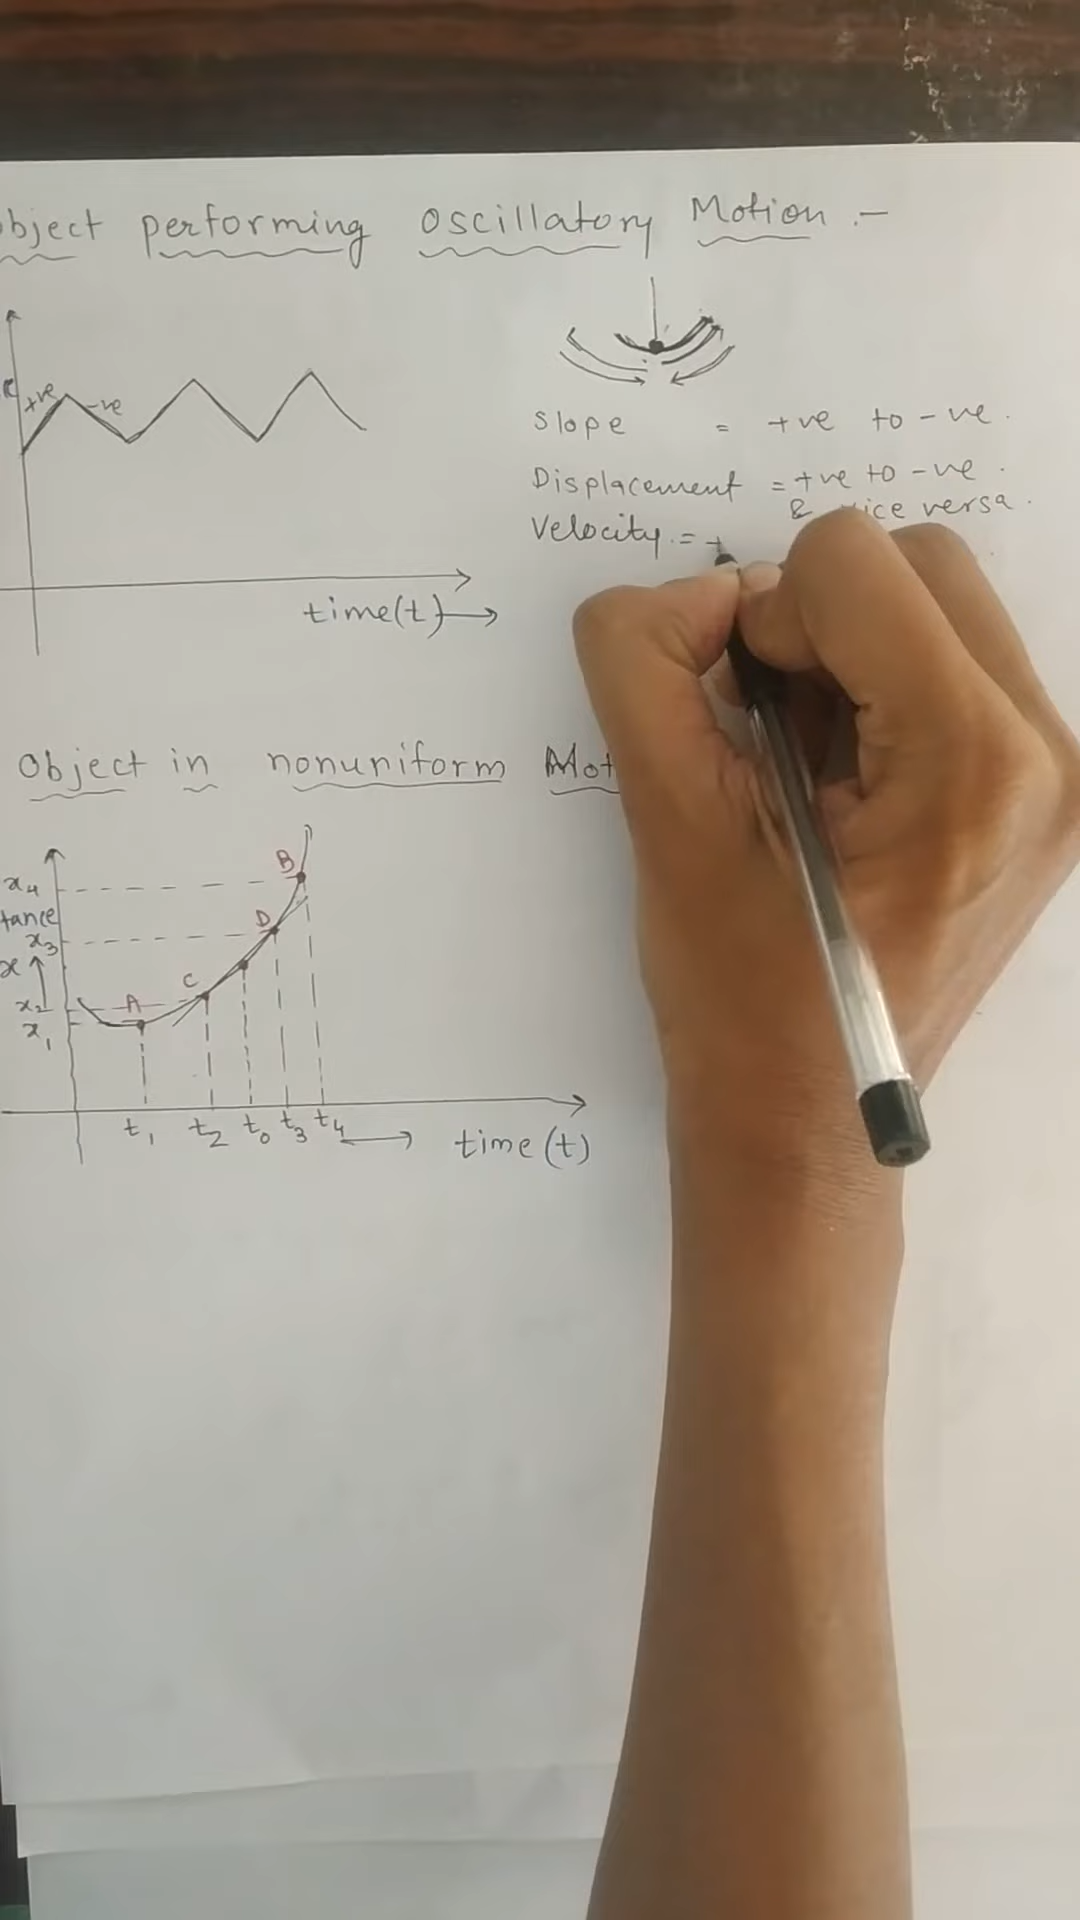 object performing oscillatory Motion :-
+ve -ve
Slope = +ve to -ve.
Displacement = +ve to -ve.
& vice versa.
Velocity = +
time(t)
Object in nonuniform Mot
B
x4
tance
D
x3
x
C
x2
A
x1
t1 t2 t0 t3 t4
time (t)